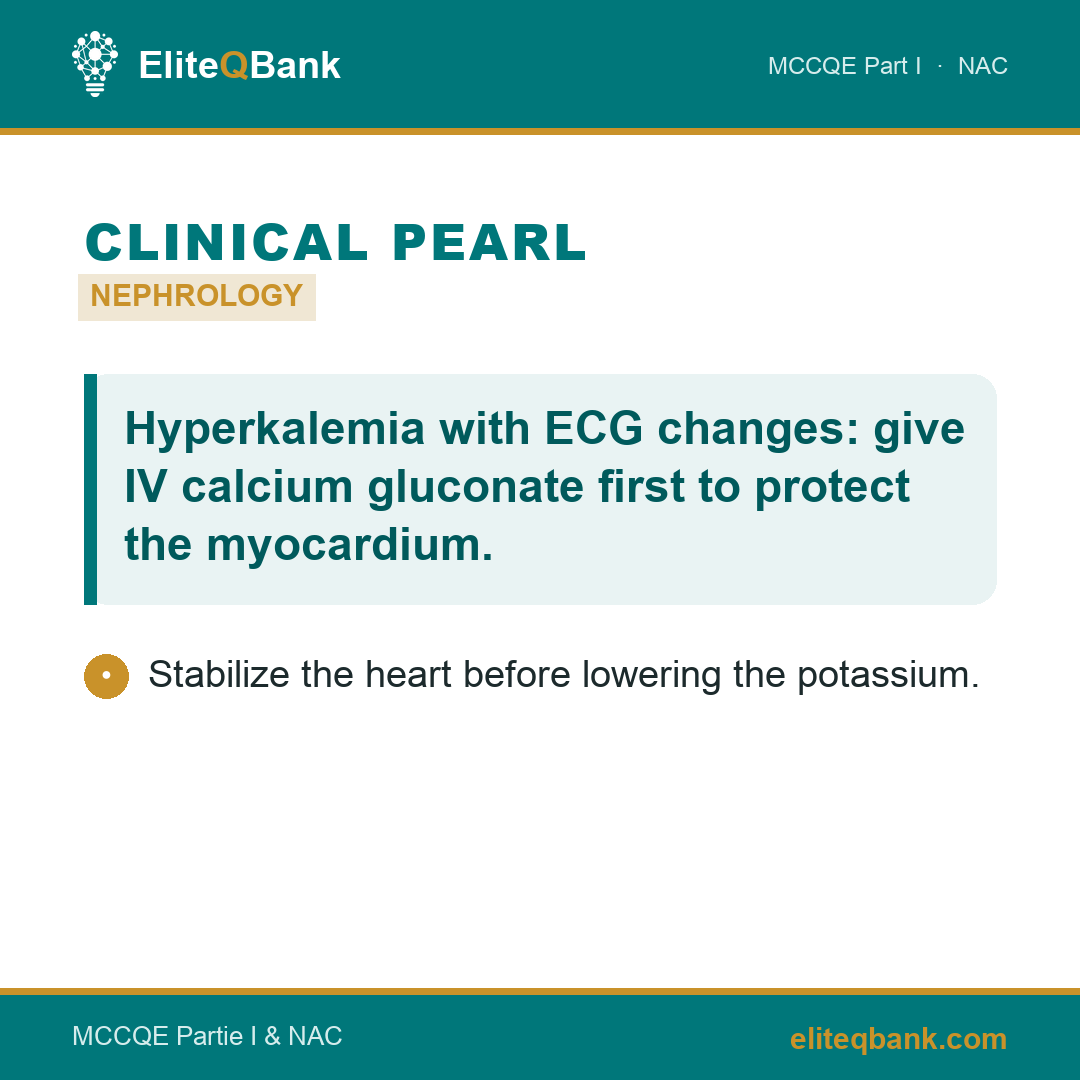 EliteQBank
MCCQE Part I · NAC
CLINICAL PEARL
NEPHROLOGY
Hyperkalemia with ECG changes: give
IV calcium gluconate first to protect
the myocardium.
Stabilize the heart before lowering the potassium.
MCCQE Partie I & NAC
eliteqbank.com